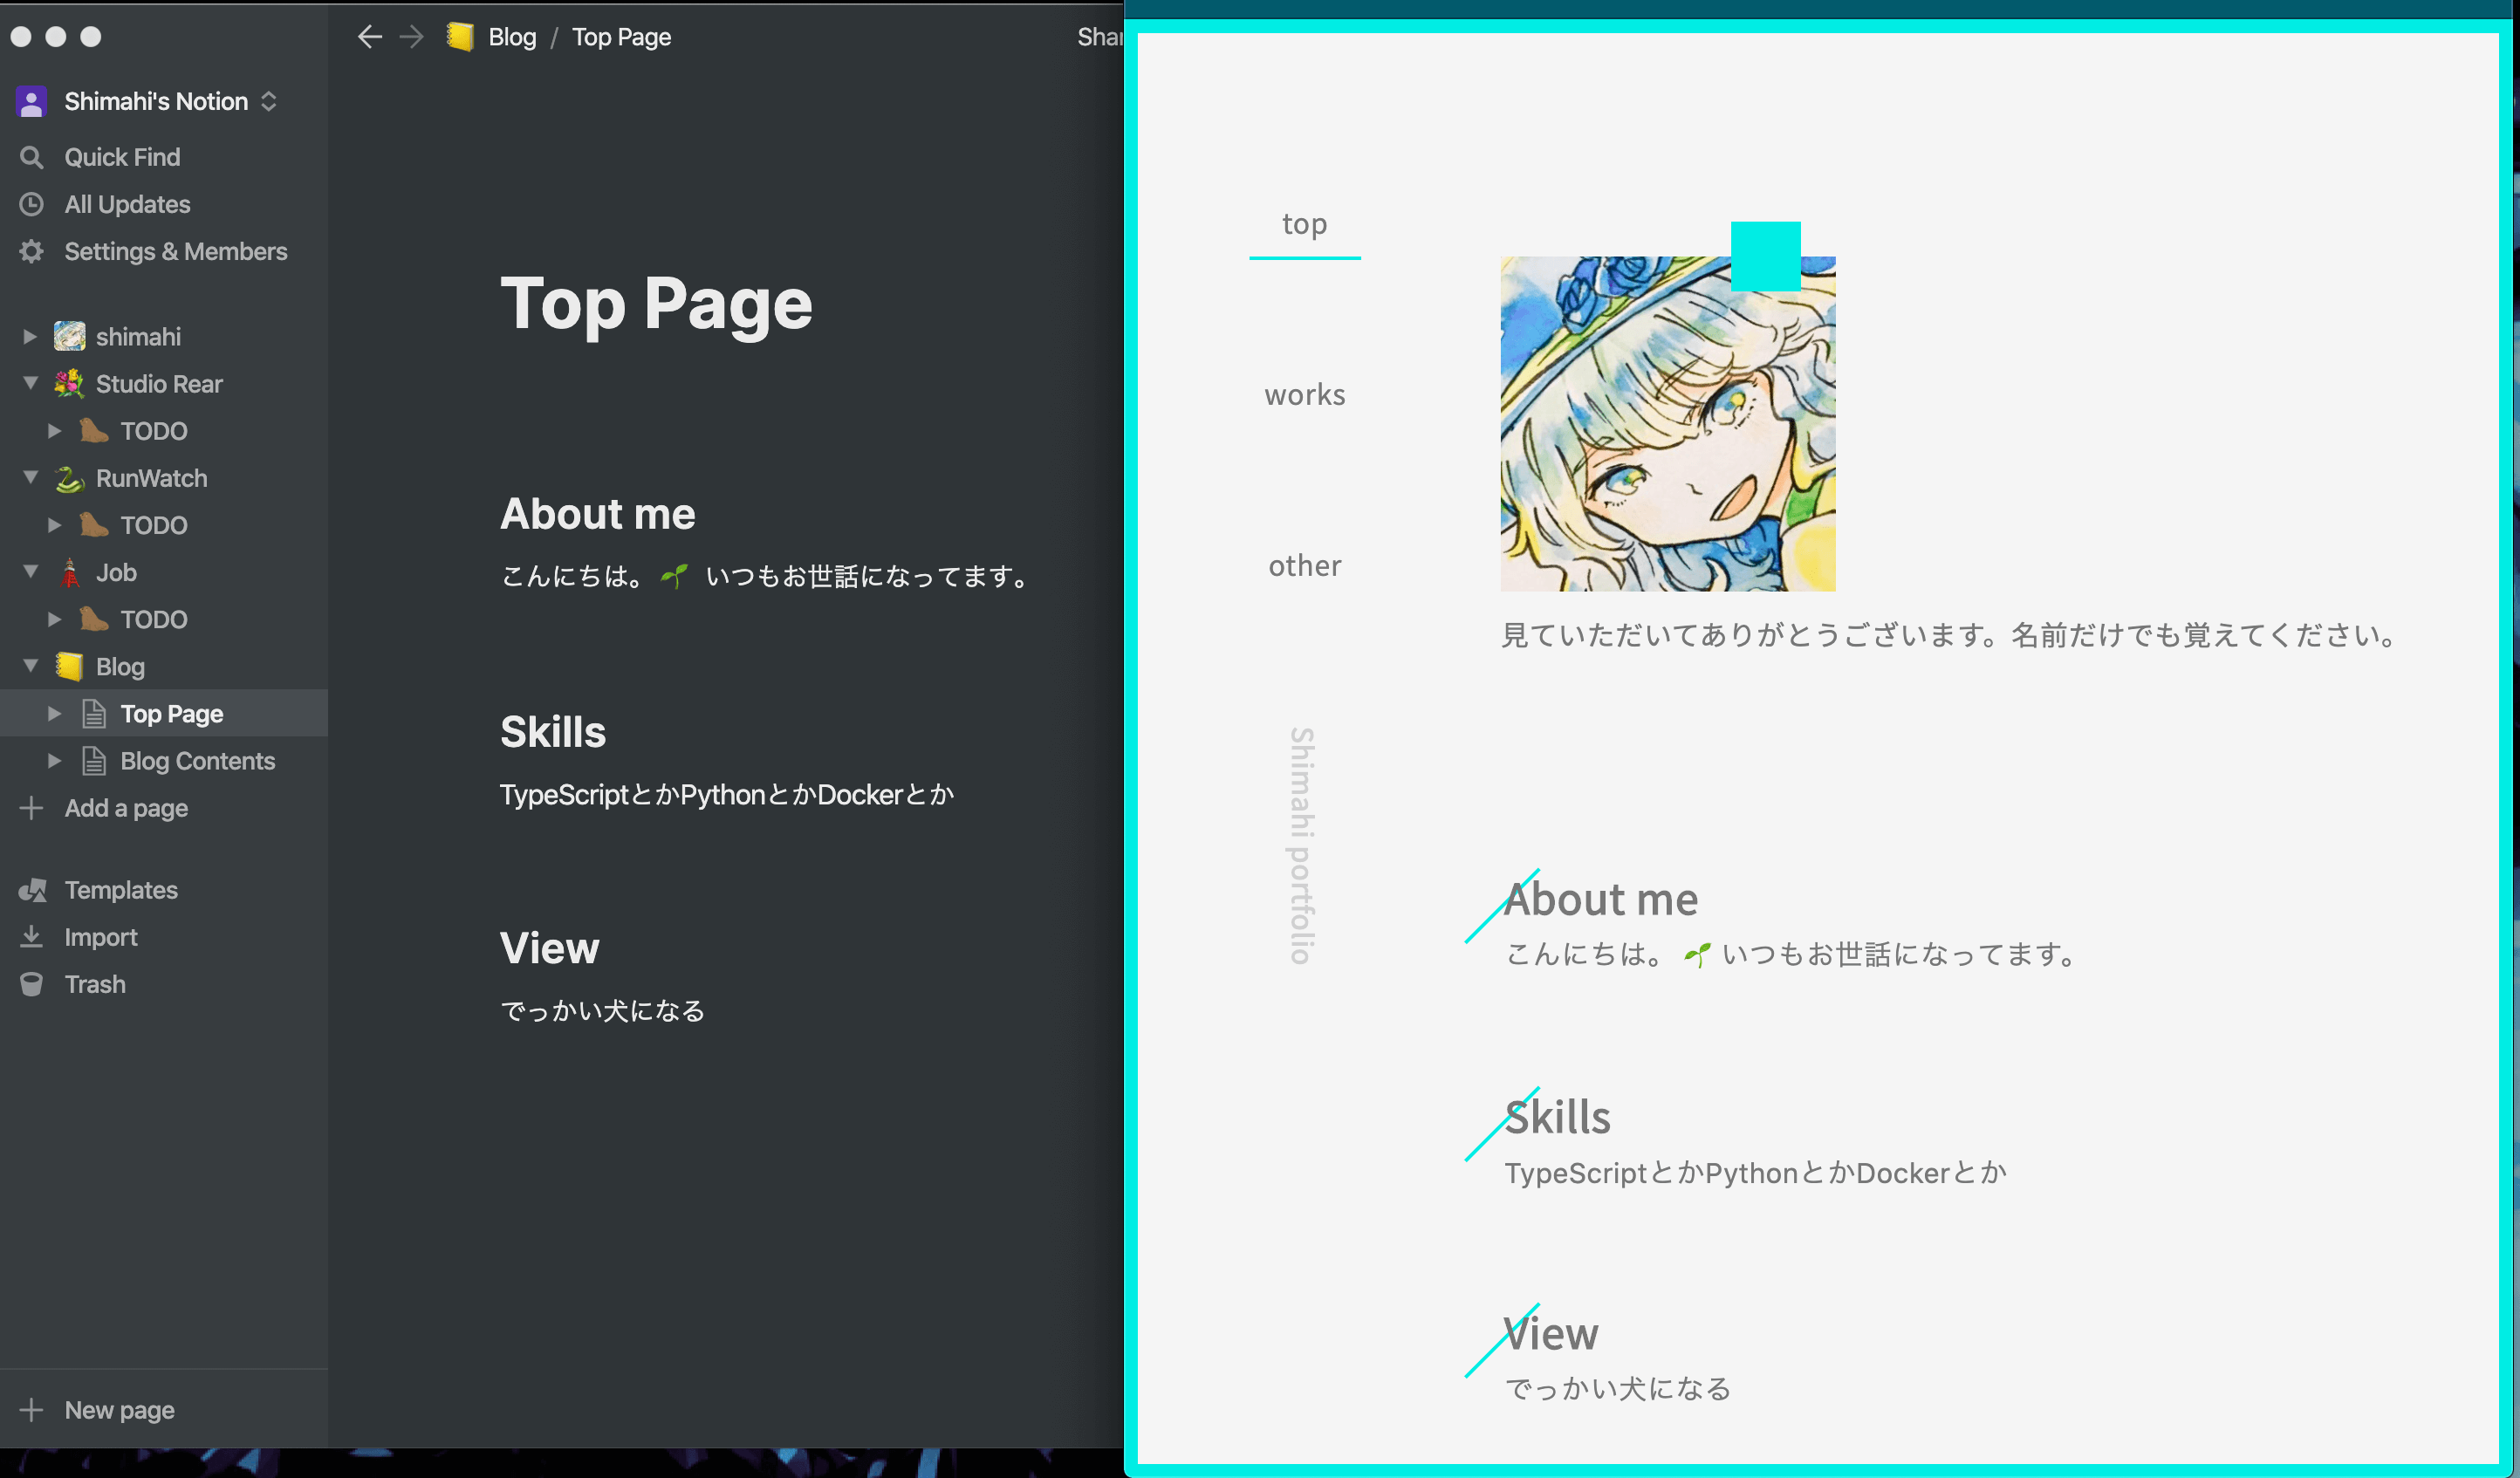 Shimahi's Notion
Quick Find
All Updates
Settings & Members
shimahi
Studio Rear
TODO
RunWatch
TODO
Job
TODO
Blog
Top Page
Blog Contents
Add a page
Templates
Import
Trash
New page
Blog / Top Page
Top Page
About me
こんにちは。🌱 いつもお世話になってます。
Skills
TypeScriptとかPythonとかDockerとか
View
でっかい犬になる
top
works
other
Shimahi portfolio
見ていただいてありがとうございます。名前だけでも覚えてください。
About me
こんにちは。🌱 いつもお世話になってます。
Skills
TypeScriptとかPythonとかDockerとか
View
でっかい犬になる